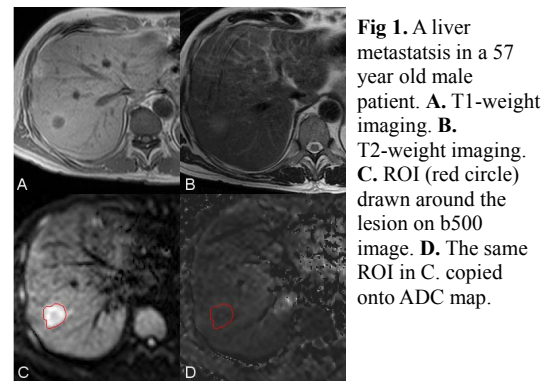 Fig 1. A liver
metastatsis in a 57
year old male
patient. A. T1-weight
imaging. B.
T2-weight imaging.
C. ROI (red circle)
drawn around the
lesion on b500
image. D. The same
ROI in C. copied
onto ADC map.
A
B
C
D